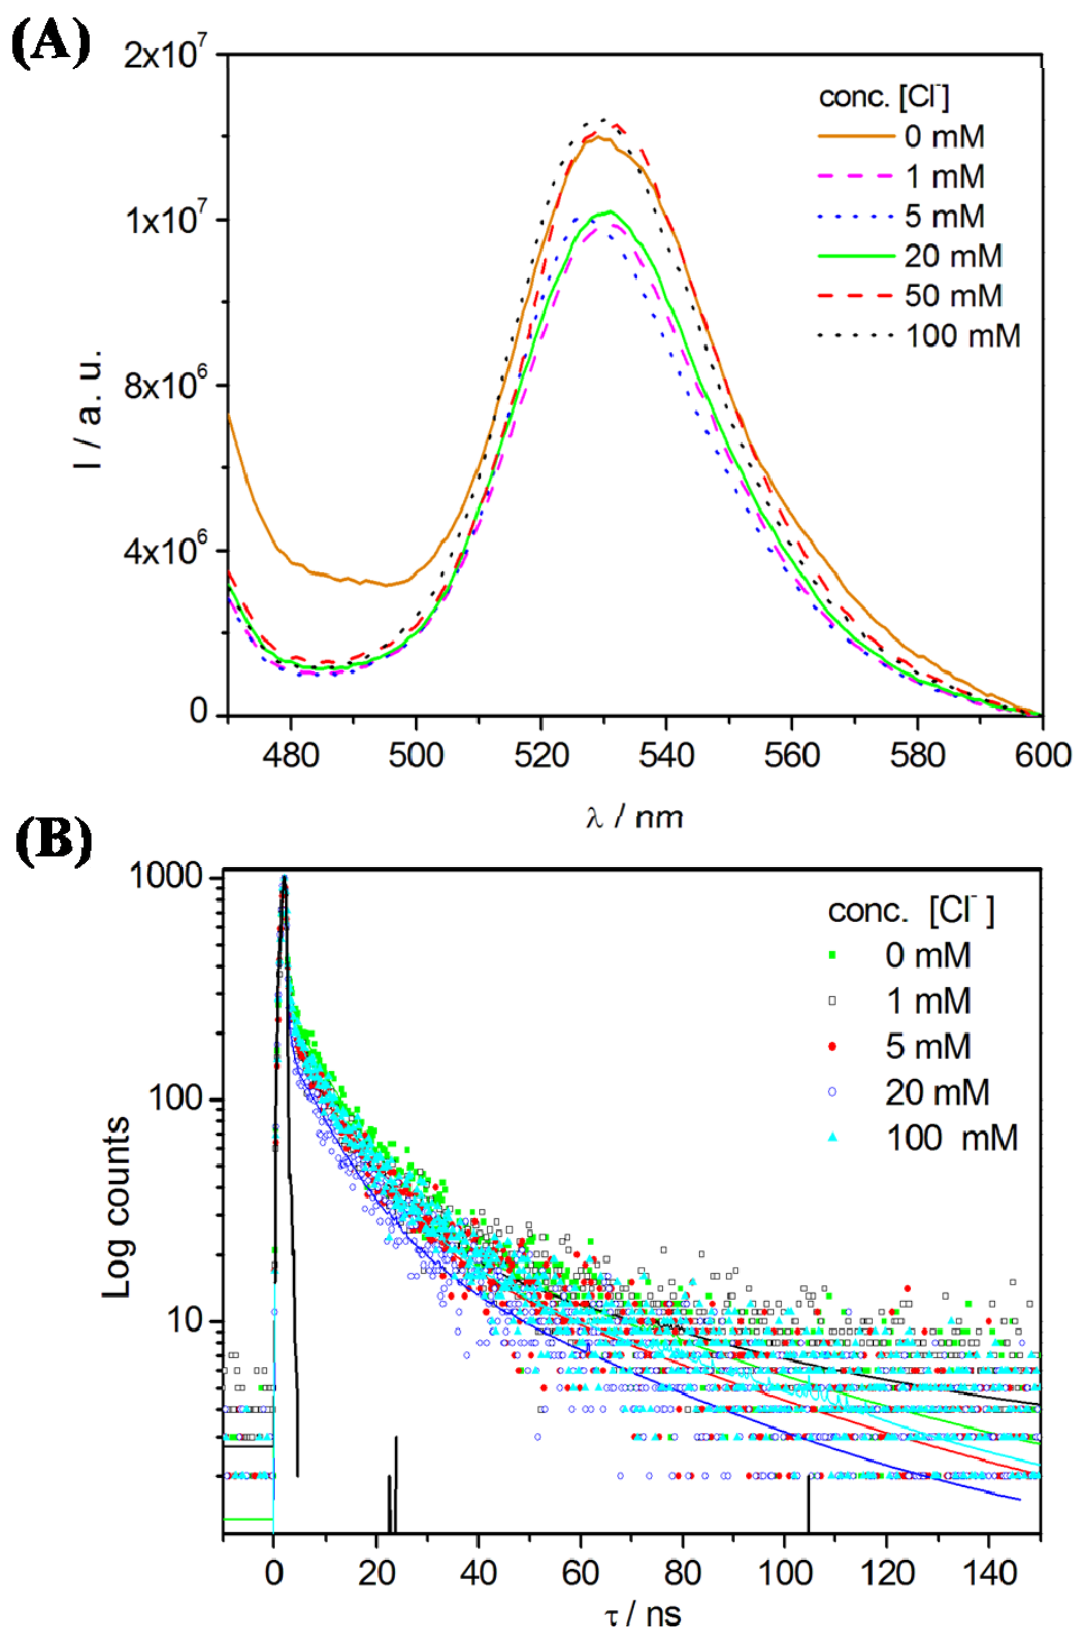 (A)
2x10⁷
1x10⁷
8x10⁶
4x10⁶
0
I / a. u.
conc. [Cl⁻]
0 mM
1 mM
5 mM
20 mM
50 mM
100 mM
480 500 520 540 560 580 600
λ / nm
(B)
1000
100
10
Log counts
conc. [Cl⁻ ]
0 mM
1 mM
5 mM
20 mM
100 mM
0 20 40 60 80 100 120 140
τ / ns